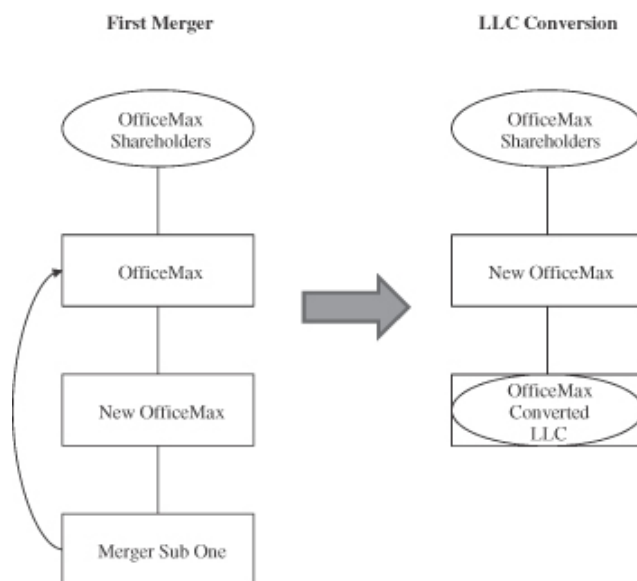 First Merger
OfficeMax
Shareholders
OfficeMax
New OfficeMax
Merger Sub One
LLC Conversion
OfficeMax
Shareholders
New OfficeMax
OfficeMax
Converted
LLC